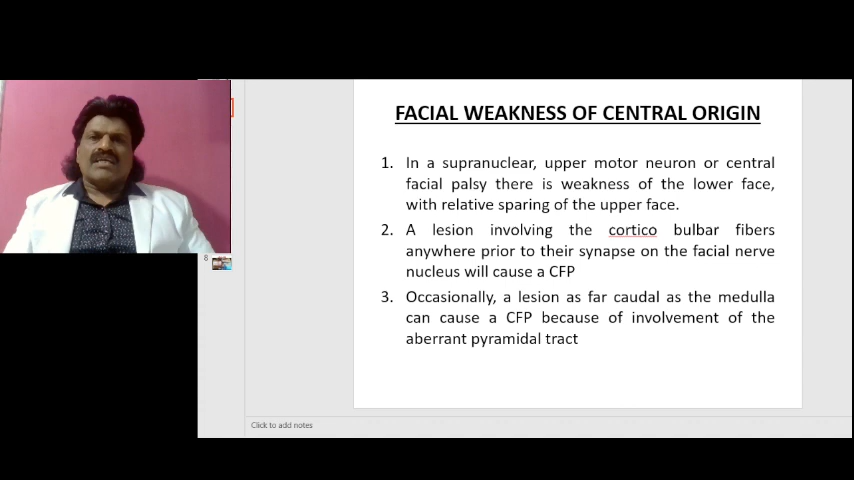 FACIAL WEAKNESS OF CENTRAL ORIGIN
1. In a supranuclear, upper motor neuron or central
facial palsy there is weakness of the lower face,
with relative sparing of the upper face.
2. A lesion involving the cortico bulbar fibers
anywhere prior to their synapse on the facial nerve
nucleus will cause a CFP
3. Occasionally, a lesion as far caudal as the medulla
can cause a CFP because of involvement of the
aberrant pyramidal tract
8
Click to add notes